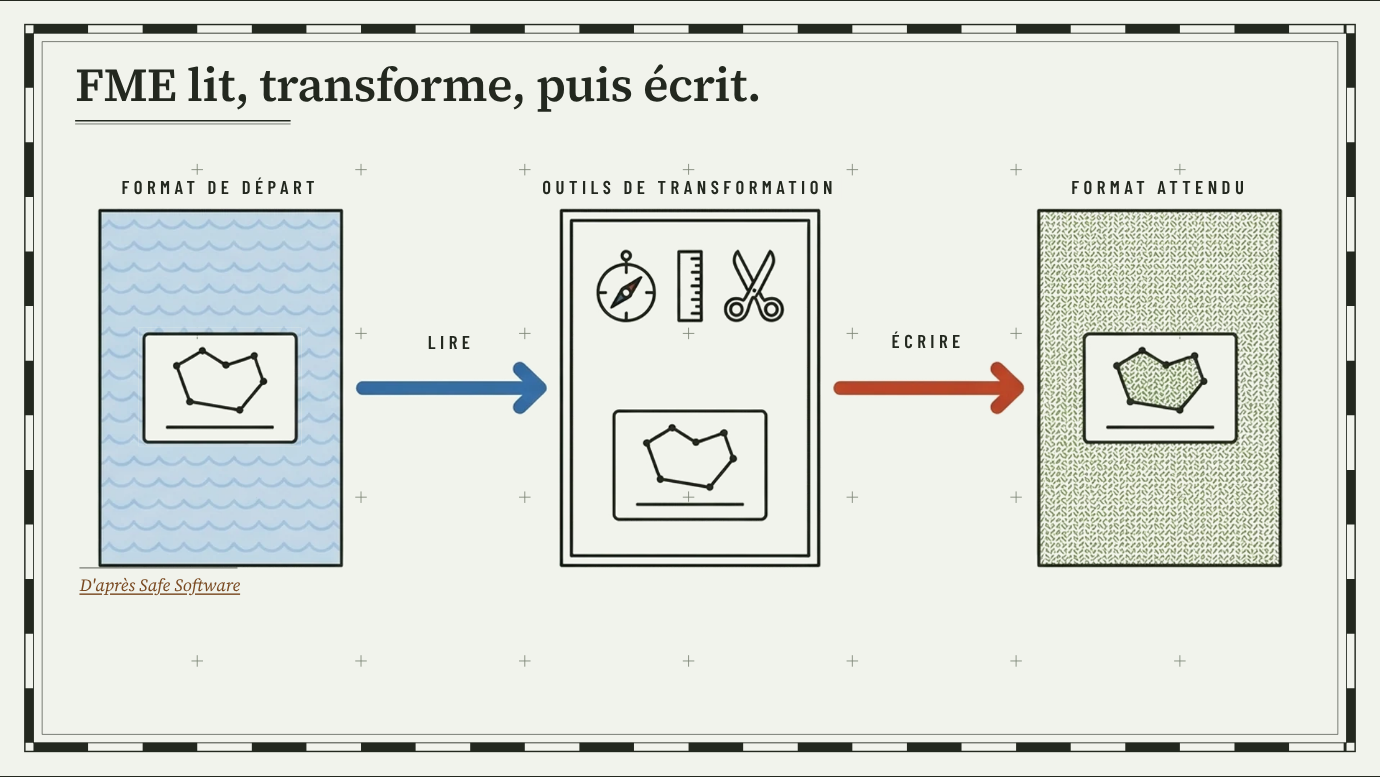 FME lit, transforme, puis écrit.
FORMAT DE DÉPART
OUTILS DE TRANSFORMATION
FORMAT ATTENDU
LIRE
ÉCRIRE
D'après Safe Software